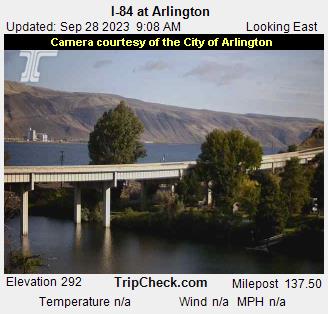 I-84 at Arlington
Updated: Sep 28 2023 9:08 AM Looking East
Camera courtesy of the City of Arlington
Elevation 292 TripCheck.com Milepost 137.50
Temperature n/a Wind n/a MPH n/a